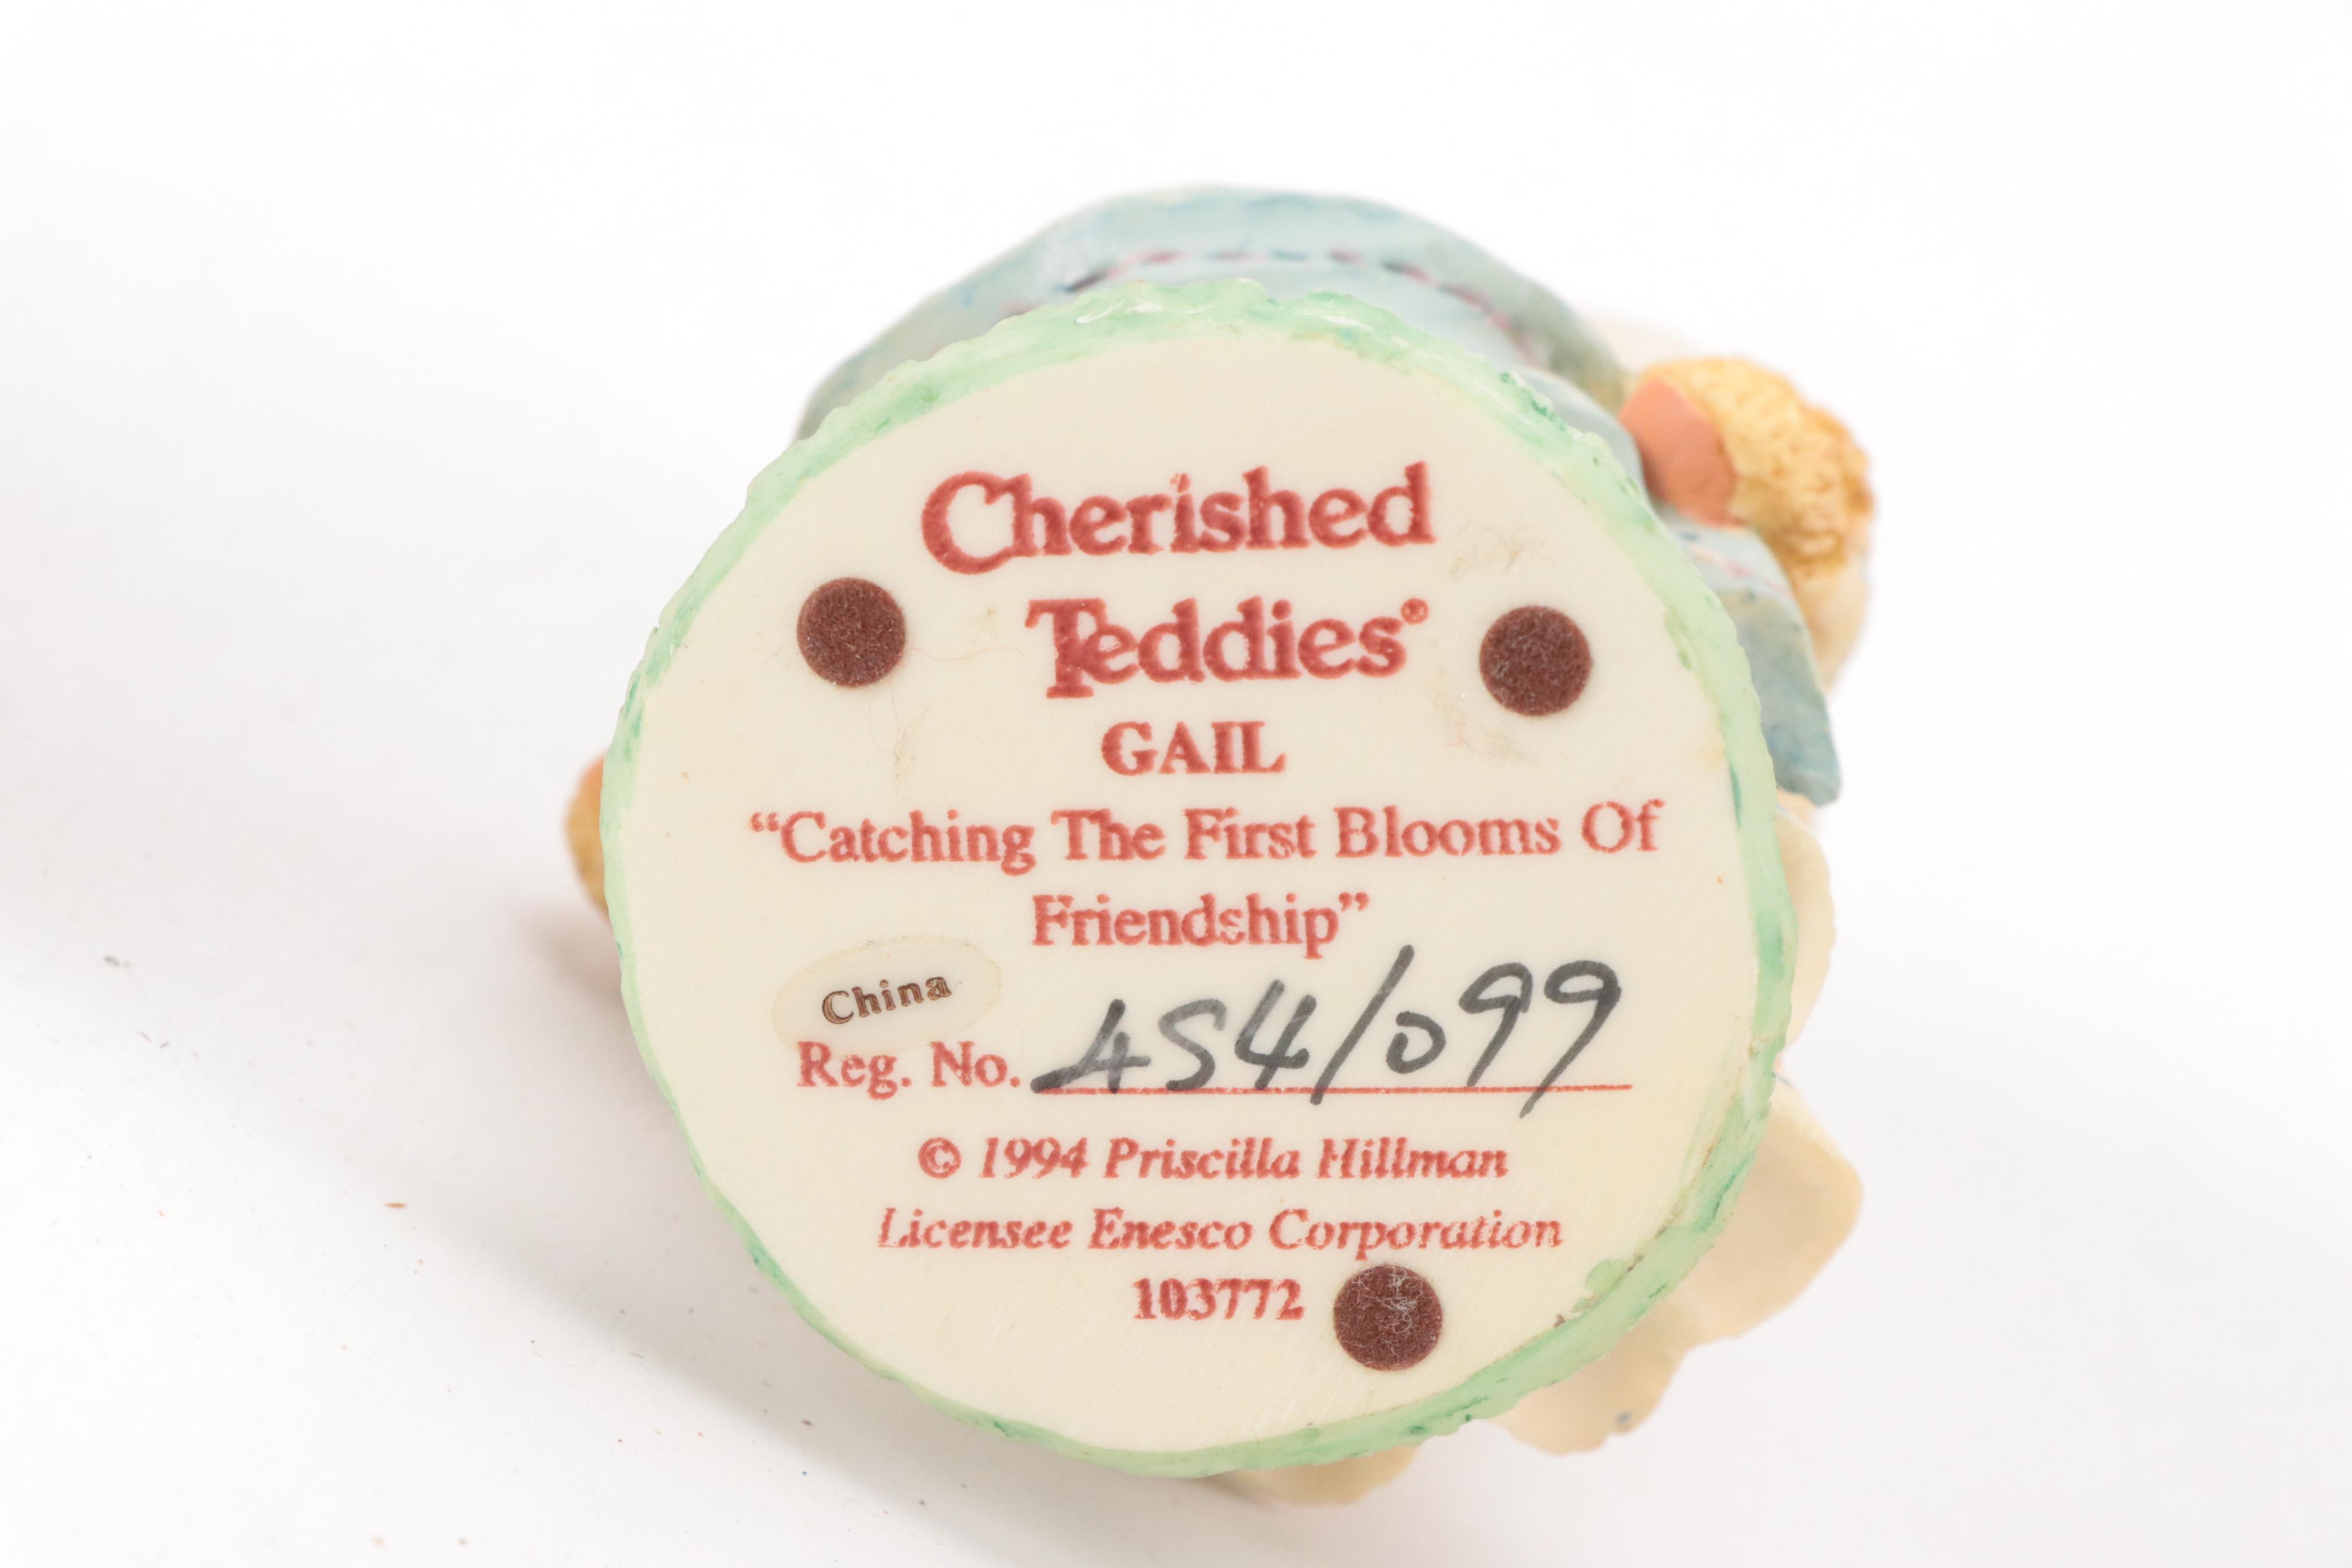 Cherished
Teddies®
GAIL
“Catching The First Blooms Of
Friendship”
China
Reg. No. 4S4/099
© 1994 Priscilla Hillman
Licensee Enesco Corporation
103772